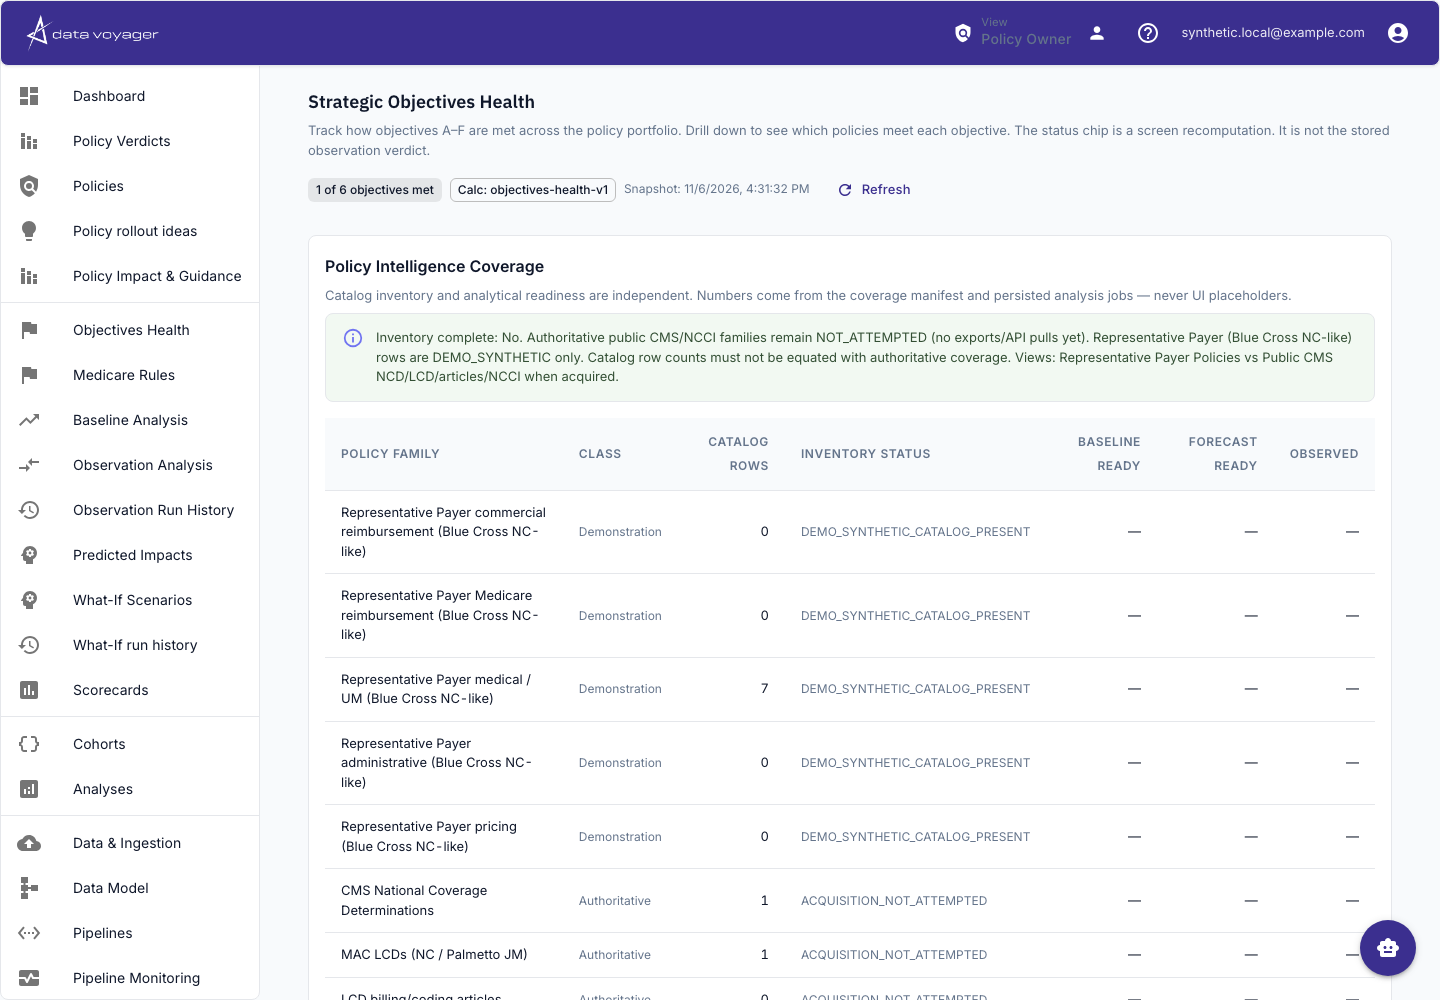 data voyager
View
Policy Owner
synthetic.local@example.com
Dashboard
Policy Verdicts
Policies
Policy rollout ideas
Policy Impact & Guidance
Objectives Health
Medicare Rules
Baseline Analysis
Observation Analysis
Observation Run History
Predicted Impacts
What-If Scenarios
What-If run history
Scorecards
Cohorts
Analyses
Data & Ingestion
Data Model
Pipelines
Pipeline Monitoring
Strategic Objectives Health
Track how objectives A–F are met across the policy portfolio. Drill down to see which policies meet each objective. The status chip is a screen recomputation. It is not the stored
observation verdict.
1 of 6 objectives met
Calc: objectives-health-v1
Snapshot: 11/6/2026, 4:31:32 PM
Refresh
Policy Intelligence Coverage
Catalog inventory and analytical readiness are independent. Numbers come from the coverage manifest and persisted analysis jobs — never UI placeholders.
Inventory complete: No. Authoritative public CMS/NCCI families remain NOT_ATTEMPTED (no exports/API pulls yet). Representative Payer (Blue Cross NC-like)
rows are DEMO_SYNTHETIC only. Catalog row counts must not be equated with authoritative coverage. Views: Representative Payer Policies vs Public CMS
NCD/LCD/articles/NCCI when acquired.
POLICY FAMILY
CLASS
CATALOG
ROWS
INVENTORY STATUS
BASELINE
READY
FORECAST
READY
OBSERVED
Representative Payer commercial
reimbursement (Blue Cross NC-
like)
Demonstration
0
DEMO_SYNTHETIC_CATALOG_PRESENT
—
—
—
Representative Payer Medicare
reimbursement (Blue Cross NC-
like)
Demonstration
0
DEMO_SYNTHETIC_CATALOG_PRESENT
—
—
—
Representative Payer medical /
UM (Blue Cross NC-like)
Demonstration
7
DEMO_SYNTHETIC_CATALOG_PRESENT
—
—
—
Representative Payer
administrative (Blue Cross NC-
like)
Demonstration
0
DEMO_SYNTHETIC_CATALOG_PRESENT
—
—
—
Representative Payer pricing
(Blue Cross NC-like)
Demonstration
0
DEMO_SYNTHETIC_CATALOG_PRESENT
—
—
—
CMS National Coverage
Determinations
Authoritative
1
ACQUISITION_NOT_ATTEMPTED
—
—
—
MAC LCDs (NC / Palmetto JM)
Authoritative
1
ACQUISITION_NOT_ATTEMPTED
—
—
—
LCD billing/coding articles
Authoritative
0
ACQUISITION_NOT_ATTEMPTED
—
—
—